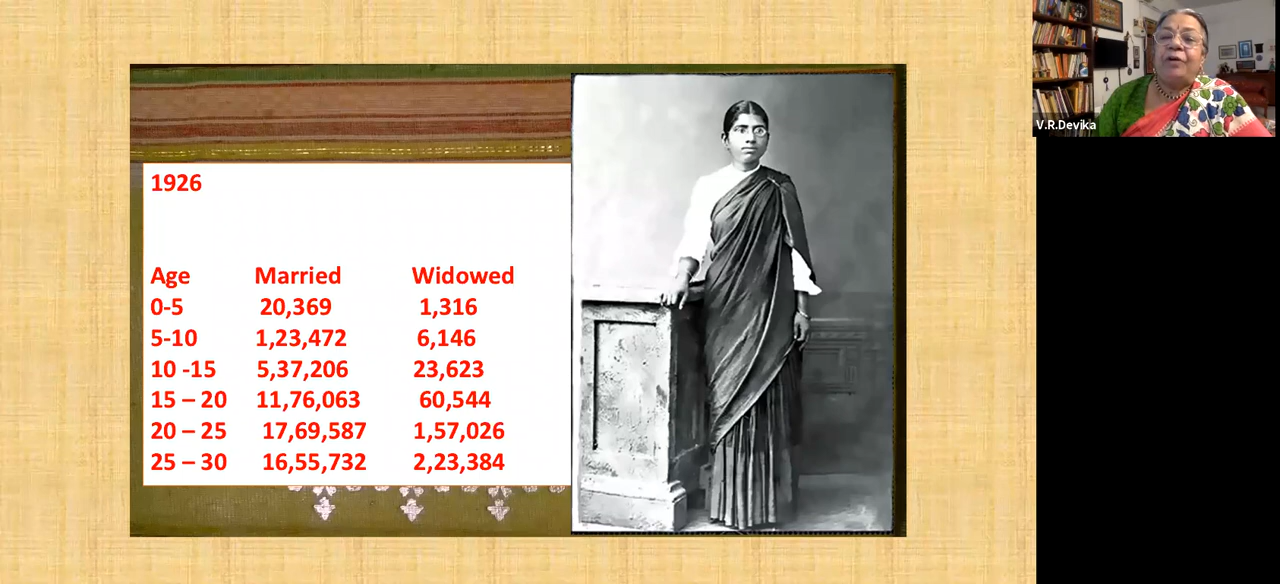 1926
Age Married Widowed
0-5 20,369 1,316
5-10 1,23,472 6,146
10 -15 5,37,206 23,623
15 – 20 11,76,063 60,544
20 – 25 17,69,587 1,57,026
25 – 30 16,55,732 2,23,384
V.R.Devika